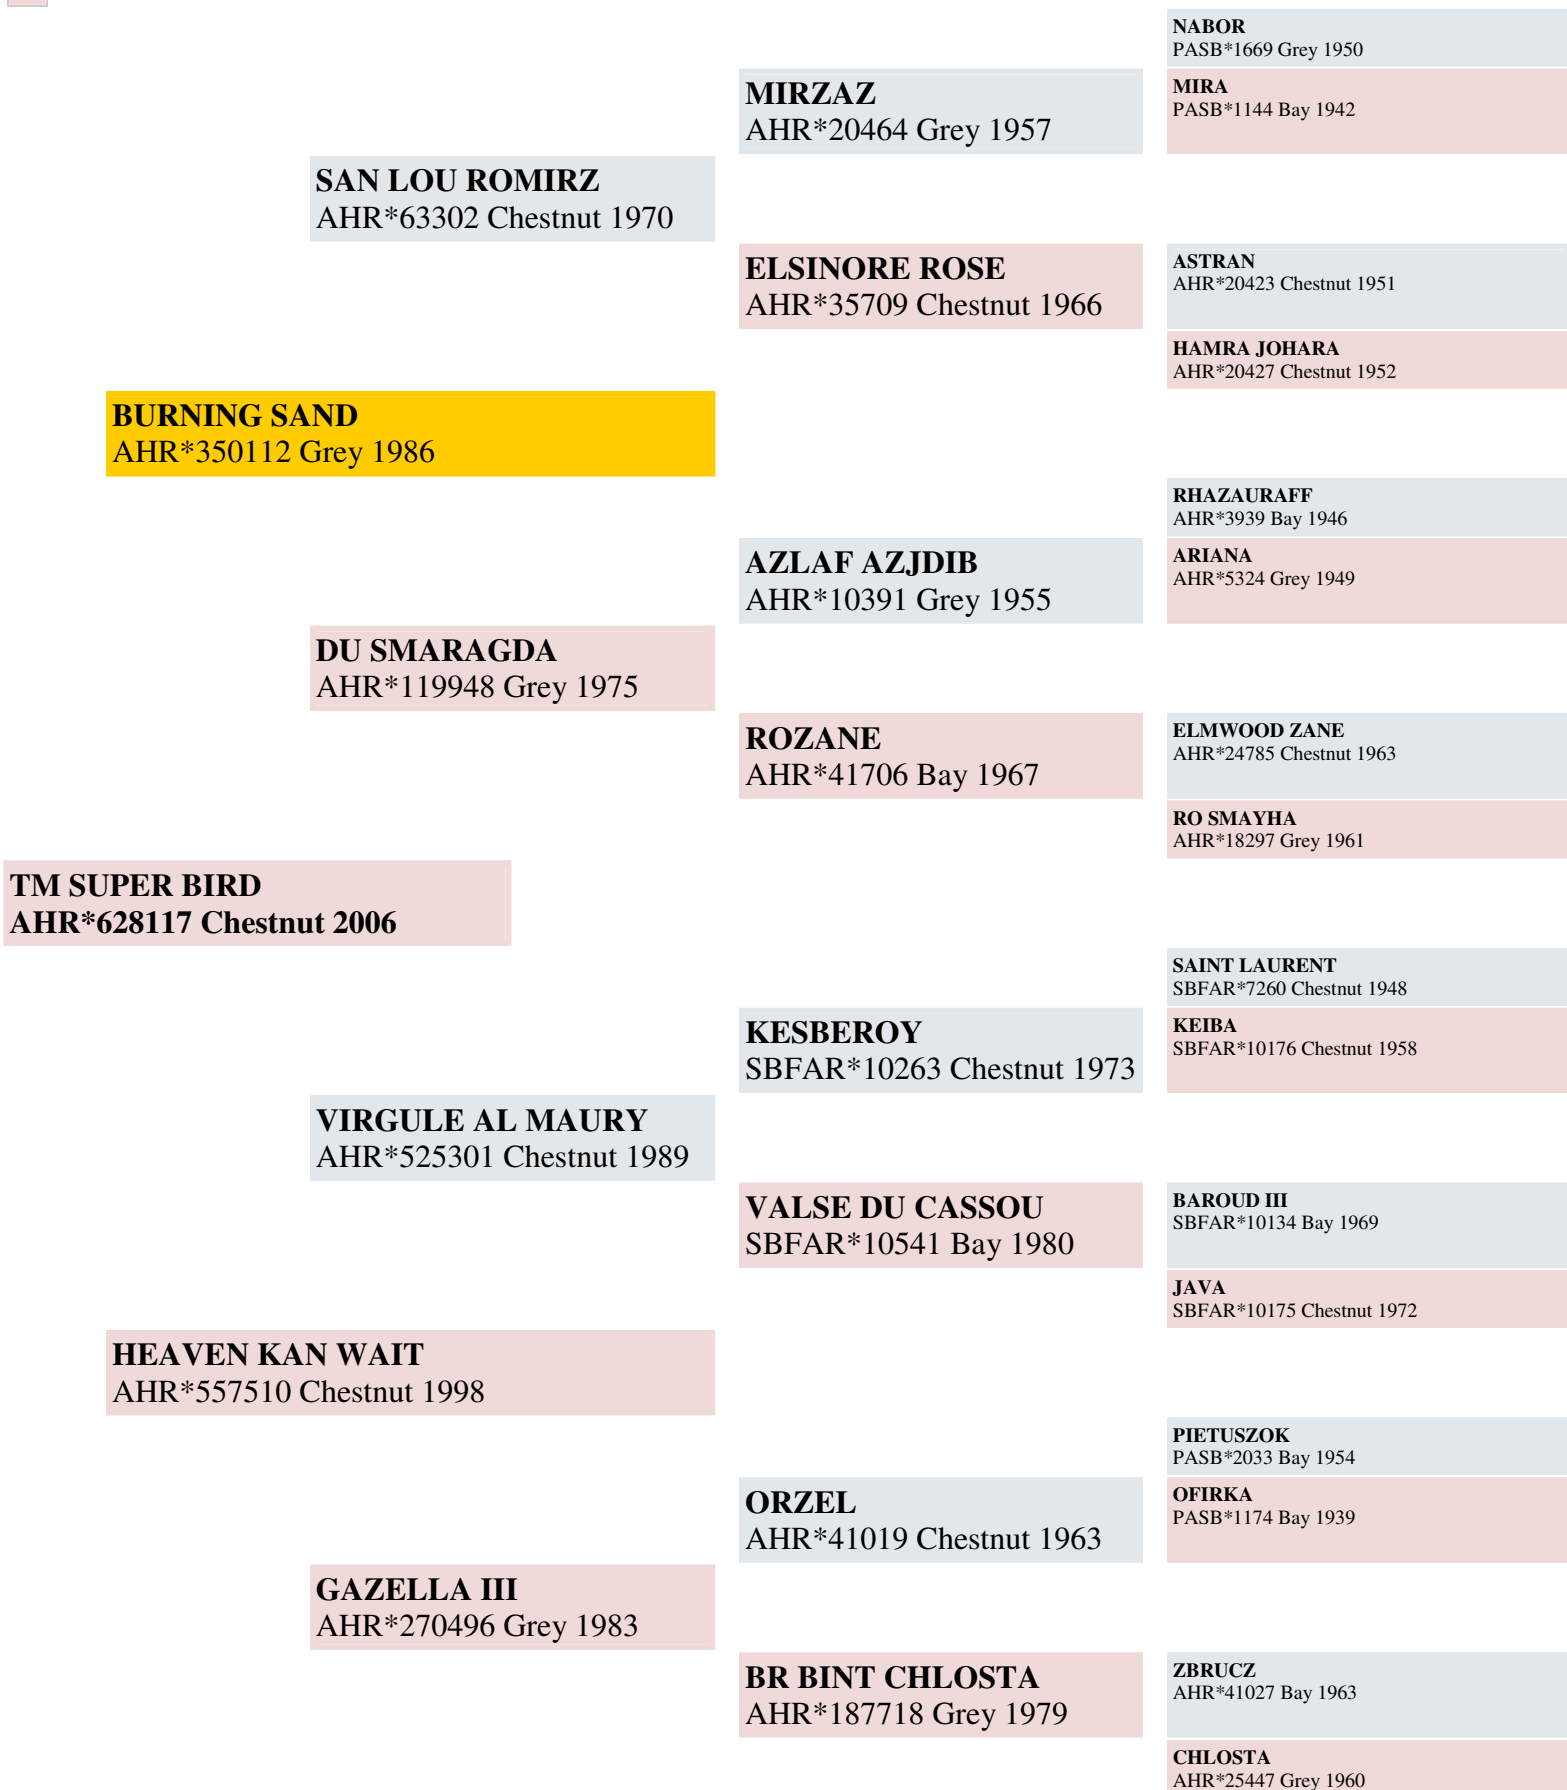 NABOR
PASB*1669 Grey 1950
MIRZAZ
AHR*20464 Grey 1957
MIRA
PASB*1144 Bay 1942
SAN LOU ROMIRZ
AHR*63302 Chestnut 1970
ELSINORE ROSE
AHR*35709 Chestnut 1966
ASTRAN
AHR*20423 Chestnut 1951
HAMRA JOHARA
AHR*20427 Chestnut 1952
BURNING SAND
AHR*350112 Grey 1986
RHAZAURAFF
AHR*3939 Bay 1946
AZLAF AZJDIB
AHR*10391 Grey 1955
ARIANA
AHR*5324 Grey 1949
DU SMARAGDA
AHR*119948 Grey 1975
ROZANE
AHR*41706 Bay 1967
ELMWOOD ZANE
AHR*24785 Chestnut 1963
RO SMAYHA
AHR*18297 Grey 1961
TM SUPER BIRD
AHR*628117 Chestnut 2006
SAINT LAURENT
SBFAR*7260 Chestnut 1948
KESBEROY
SBFAR*10263 Chestnut 1973
KEIBA
SBFAR*10176 Chestnut 1958
VIRGULE AL MAURY
AHR*525301 Chestnut 1989
VALSE DU CASSOU
SBFAR*10541 Bay 1980
BAROUD III
SBFAR*10134 Bay 1969
JAVA
SBFAR*10175 Chestnut 1972
HEAVEN KAN WAIT
AHR*557510 Chestnut 1998
PIETUSZOK
PASB*2033 Bay 1954
ORZEL
AHR*41019 Chestnut 1963
OFIRKA
PASB*1174 Bay 1939
GAZELLA III
AHR*270496 Grey 1983
BR BINT CHLOSTA
AHR*187718 Grey 1979
ZBRUCZ
AHR*41027 Bay 1963
CHLOSTA
AHR*25447 Grey 1960